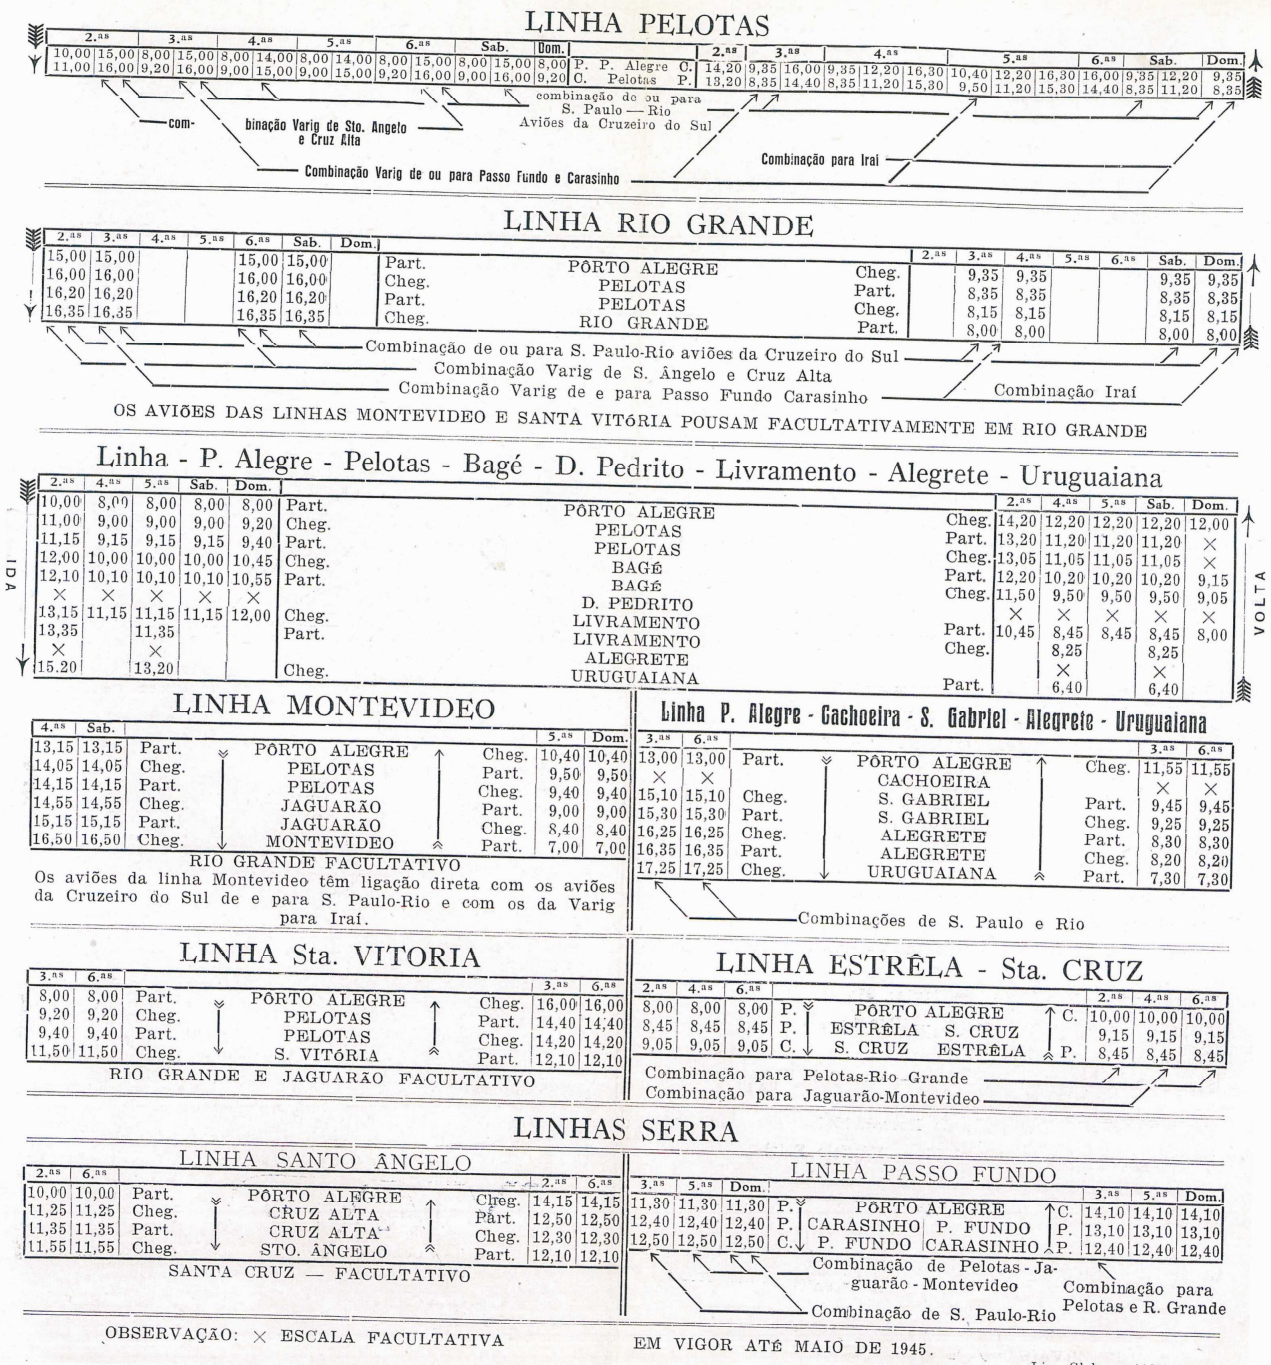 LINHA PELOTAS
2.as | 3.as | 4.as | 5.as | 6.as | Sab. | Dom. | 2.as | 3.as | 4.as | 5.as | 6.as | Sab. | Dom.
10,00 15,00 8,00 15,00 8,00 14,00 8,00 14,00 8,00 15,00 8,00 15,00 8,00 P. P. Alegre C. 14,20 9,35 16,00 9,35 12,20 16,30 10,40 12,20 16,30 16,00 9,35 12,20 9,35
11,00 16,00 9,20 16,00 9,00 15,00 9,00 15,00 9,20 16,00 9,00 16,00 9,20 C. Pelotas P. 13,20 8,35 14,40 8,35 11,20 15,30 9,50 11,20 15,30 14,40 8,35 11,20 8,35
combinação de ou para
S. Paulo — Rio
Aviões da Cruzeiro do Sul
com- binação Varig de Sto. Angelo
e Cruz Alta
Combinação para Iraí
Combinação Varig de ou para Passo Fundo e Carasinho
LINHA RIO GRANDE
2.as | 3.as | 4.as | 5.as | 6.as | Sab. | Dom. | 2.as | 3.as | 4.as | 5.as | 6.as | Sab. | Dom.
15,00 15,00 15,00 15,00 Part. PÔRTO ALEGRE Cheg. 9,35 9,35 9,35 9,35
16,00 16,00 16,00 16,00 Cheg. PELOTAS Part. 8,35 8,35 8,35 8,35
16,20 16,20 16,20 16,20 Part. PELOTAS Cheg. 8,15 8,15 8,15 8,15
16,35 16.35 16,35 16,35 Cheg. RIO GRANDE Part. 8,00 8,00 8,00 8,00
Combinação de ou para S. Paulo-Rio aviões da Cruzeiro do Sul
Combinação Varig de S. Ângelo e Cruz Alta
Combinação Varig de e para Passo Fundo Carasinho
Combinação Iraí
OS AVIÕES DAS LINHAS MONTEVIDEO E SANTA VITóRIA POUSAM FACULTATIVAMENTE EM RIO GRANDE
Linha - P. Alegre - Pelotas - Bagé - D. Pedrito - Livramento - Alegrete - Uruguaiana
IDA
2.as | 4.as | 5.as | Sab. | Dom. | 2.as | 4.as | 5.as | Sab. | Dom.
10,00 8,00 8,00 8,00 8,00 Part. PÔRTO ALEGRE Cheg. 14,20 12,20 12,20 12,20 12,00
11,00 9,00 9,00 9,00 9,20 Cheg. PELOTAS Part. 13,20 11,20 11,20 11,20 ×
11,15 9,15 9,15 9,15 9,40 Part. PELOTAS Cheg. 13,05 11,05 11,05 11,05 ×
12,00 10,00 10,00 10,00 10,45 Cheg. BAGÉ Part. 12,20 10,20 10,20 10,20 9,15
12,10 10,10 10,10 10,10 10,55 Part. BAGÉ Cheg. 11,50 9,50 9,50 9,50 9,05
× × × × × D. PEDRITO × × × × ×
13,15 11,15 11,15 11,15 12,00 Cheg. LIVRAMENTO Part. 10,45 8,45 8,45 8,45 8,00
13,35 11,35 Part. LIVRAMENTO Cheg. 8,25 8,25
× × ALEGRETE × ×
15.20 13,20 Cheg. URUGUAIANA Part. 6,40 6,40
VOLTA
LINHA MONTEVIDEO
4.as | Sab. | 5.as | Dom.
13,15 13,15 Part. PÔRTO ALEGRE Cheg. 10,40 10,40
14,05 14,05 Cheg. PELOTAS Part. 9,50 9,50
14,15 14,15 Part. PELOTAS Cheg. 9,40 9,40
14,55 14,55 Cheg. JAGUARÃO Part. 9,00 9,00
15,15 15,15 Part. JAGUARÃO Cheg. 8,40 8,40
16,50 16,50 Cheg. MONTEVIDEO Part. 7,00 7,00
RIO GRANDE FACULTATIVO
Os aviões da linha Montevideo têm ligação direta com os aviões
da Cruzeiro do Sul de e para S. Paulo-Rio e com os da Varig
para Iraí.
Linha P. Alegre - Cachoeira - S. Gabriel - Alegrete - Uruguaiana
3.as | 6.as | 3.as | 6.as
13,00 13,00 Part. PÔRTO ALEGRE Cheg. 11,55 11,55
× × CACHOEIRA × ×
15,10 15,10 Cheg. S. GABRIEL Part. 9,45 9,45
15,30 15,30 Part. S. GABRIEL Cheg. 9,25 9,25
16,25 16,25 Cheg. ALEGRETE Part. 8,30 8,30
16,35 16,35 Part. ALEGRETE Cheg. 8,20 8,20
17,25 17,25 Cheg. URUGUAIANA Part. 7,30 7,30
Combinações de S. Paulo e Rio
LINHA Sta. VITORIA
3.as | 6.as | 3.as | 6.as
8,00 8,00 Part. PÔRTO ALEGRE Cheg. 16,00 16,00
9,20 9,20 Cheg. PELOTAS Part. 14,40 14,40
9,40 9,40 Part. PELOTAS Cheg. 14,20 14,20
11,50 11,50 Cheg. S. VITóRIA Part. 12,10 12,10
RIO GRANDE E JAGUARÃO FACULTATIVO
LINHA ESTRÊLA - Sta. CRUZ
2.as | 4.as | 6.as | 2.as | 4.as | 6.as
8,00 8,00 8,00 P. PÔRTO ALEGRE C. 10,00 10,00 10,00
8,45 8,45 8,45 P. ESTRÊLA S. CRUZ 9,15 9,15 9,15
9,05 9,05 9,05 C. S. CRUZ ESTRÊLA P. 8,45 8,45 8,45
Combinação para Pelotas-Rio Grande
Combinação para Jaguarão-Montevideo
LINHAS SERRA
LINHA SANTO ÂNGELO
2.as | 6.as | 2.as | 6.as
10,00 10,00 Part. PÔRTO ALEGRE Cheg. 14,15 14,15
11,25 11,25 Cheg. CRUZ ALTA Part. 12,50 12,50
11,35 11,35 Part. CRUZ ALTA Cheg. 12,30 12,30
11,55 11,55 Cheg. STO. ÂNGELO Part. 12,10 12,10
SANTA CRUZ — FACULTATIVO
LINHA PASSO FUNDO
3.as | 5.as | Dom. | 3.as | 5.as | Dom.
11,30 11,30 11,30 P. PÔRTO ALEGRE C. 14,10 14,10 14,10
12,40 12,40 12,40 P. CARASINHO P. FUNDO P. 13,10 13,10 13,10
12,50 12,50 12,50 C. P. FUNDO CARASINHO P. 12,40 12,40 12,40
Combinação de Pelotas - Ja-
guarão - Montevideo
Combinação para
Pelotas e R. Grande
Combinação de S. Paulo-Rio
OBSERVAÇÃO: × ESCALA FACULTATIVA
EM VIGOR ATÉ MAIO DE 1945.